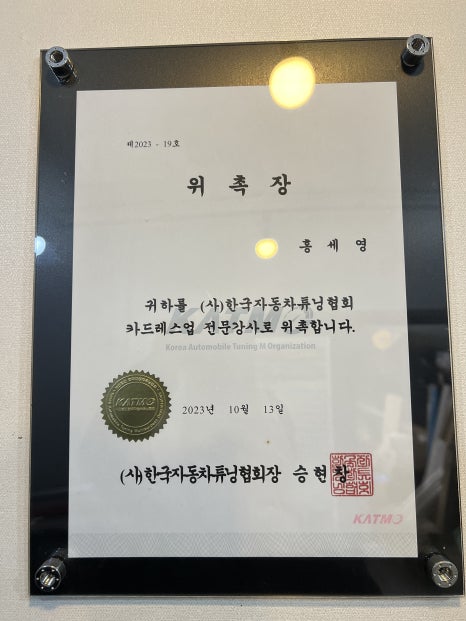 제2023 - 19호
위 촉 장
홍 세 영
귀하를 (사)한국자동차튜닝협회
카드레스업 전문강사로 위촉합니다.
KATMO
Korea Automobile Tuning M Organization
KATMO
2023년 10월 13일
(사)한국자동차튜닝협회장 승현창
KATMO